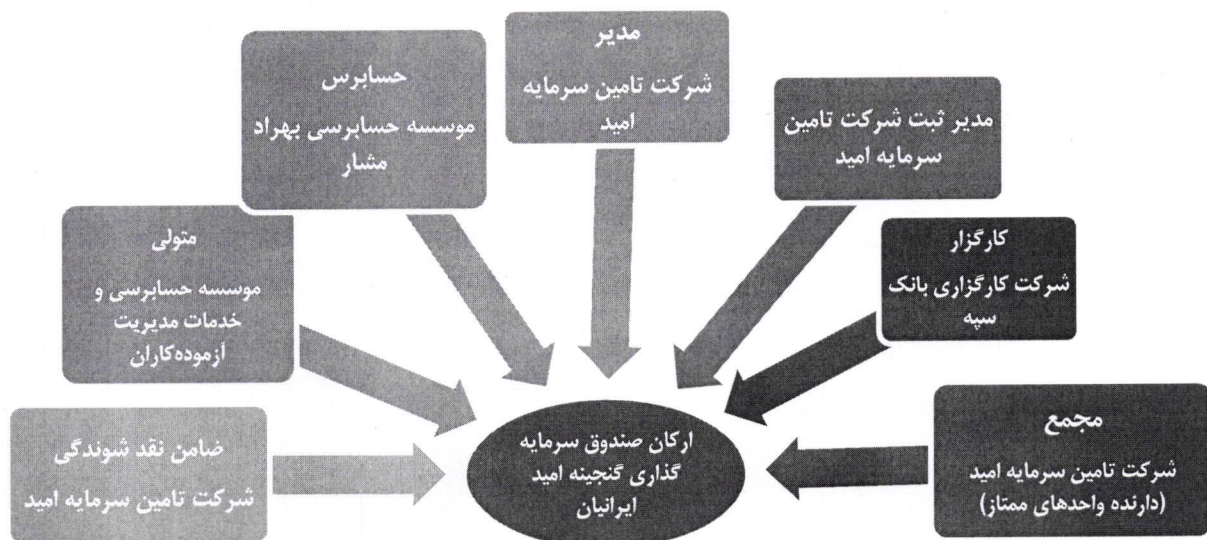 مدیر
شرکت تامین سرمایه
امید
حسابرس
موسسه حسابرسی بهراد
مشار
مدیر ثبت شرکت تامین
سرمایه امید
متولی
موسسه حسابرسی و
خدمات مدیریت
آزموده‌کاران
کارگزار
شرکت کارگزاری بانک
سپه
ضامن نقد شوندگی
شرکت تامین سرمایه امید
مجمع
شرکت تامین سرمایه امید
(دارنده واحدهای ممتاز)
ارکان صندوق سرمایه
گذاری گنجینه امید
ایرانیان